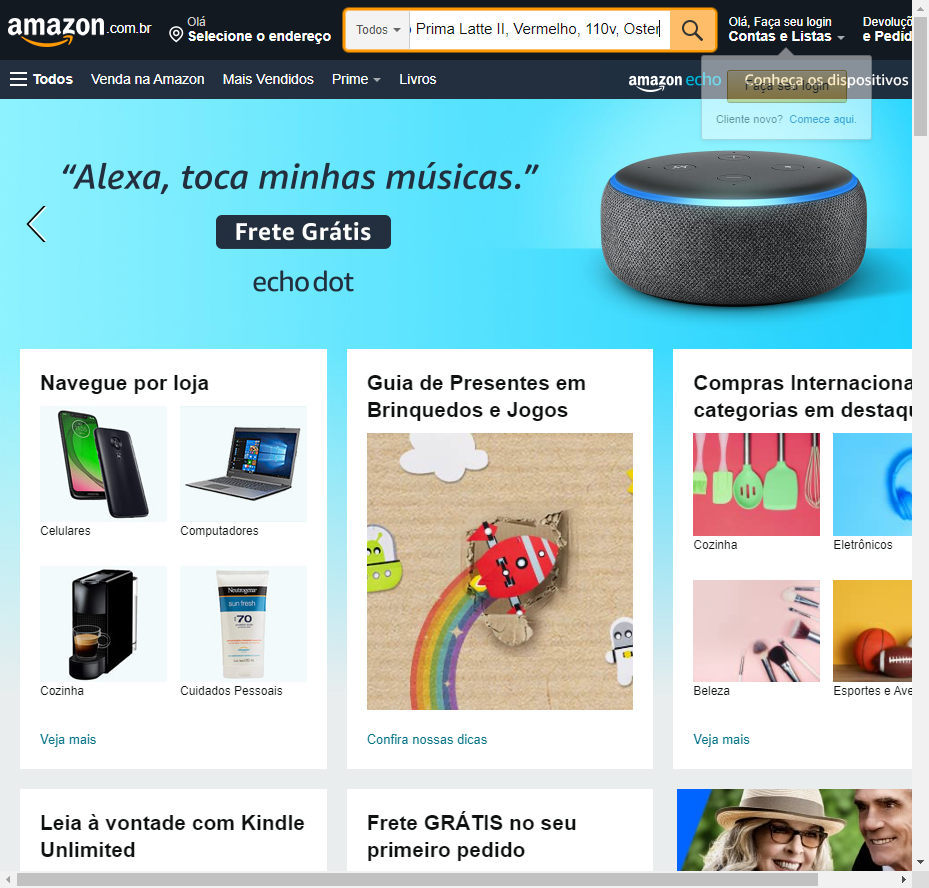 amazon.com.br
Olá
Selecione o endereço
Todos
Prima Latte II, Vermelho, 110v, Oster
Olá, Faça seu login
Contas e Listas
Devoluçõ
e Pedid
Todos
Venda na Amazon
Mais Vendidos
Prime
Livros
amazon echo
Conheça os dispositivos
Faça seu login
Cliente novo? Comece aqui.
“Alexa, toca minhas músicas.”
Frete Grátis
echo dot
Navegue por loja
Celulares
Computadores
Cozinha
Cuidados Pessoais
Veja mais
Neutrogena
sun fresh
70
Guia de Presentes em
Brinquedos e Jogos
Confira nossas dicas
Compras Internaciona
categorias em destaqu
Cozinha
Eletrônicos
Beleza
Esportes e Ave
Veja mais
Leia à vontade com Kindle
Unlimited
Frete GRÁTIS no seu
primeiro pedido